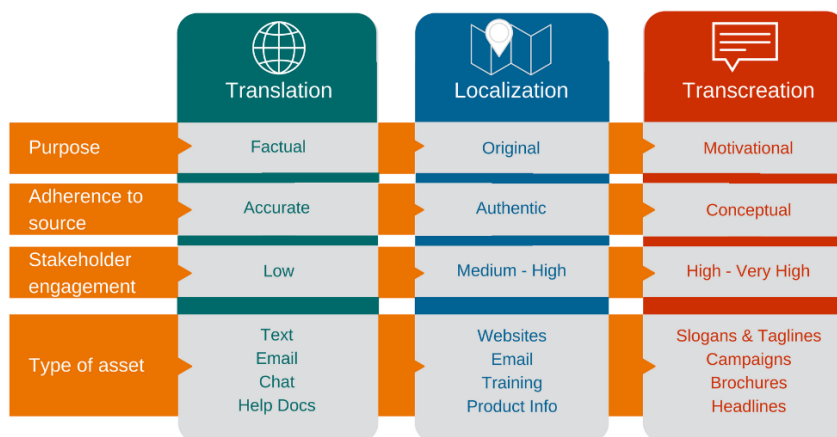 Translation
Localization
Transcreation
Purpose
Factual
Original
Motivational
Adherence to
source
Accurate
Authentic
Conceptual
Stakeholder
engagement
Low
Medium - High
High - Very High
Type of asset
Text
Email
Chat
Help Docs
Websites
Email
Training
Product Info
Slogans & Taglines
Campaigns
Brochures
Headlines